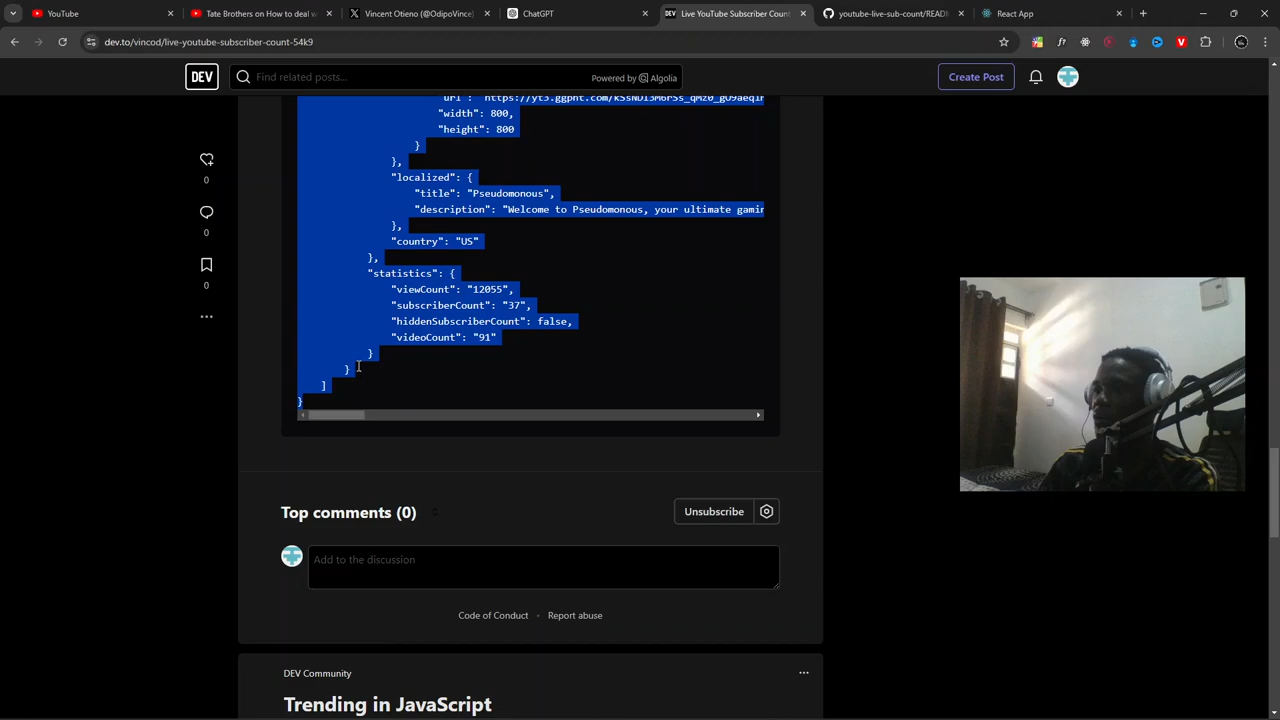 YouTube
Tate Brothers on How to deal w
Vincent Otieno (@OdipoVince)
ChatGPT
DEV
Live YouTube Subscriber Count
youtube-live-sub-count/READ
React App
dev.to/vincod/live-youtube-subscriber-count-54k9
DEV
Find related posts...
Powered by Algolia
Create Post
"width": 800,
"height": 800
}
},
"localized": {
"title": "Pseudomonous",
"description": "Welcome to Pseudomonous, your ultimate gamin
},
"country": "US"
},
"statistics": {
"viewCount": "12055",
"subscriberCount": "37",
"hiddenSubscriberCount": false,
"videoCount": "91"
}
}
]
}
0
0
0
Top comments (0)
Unsubscribe
Add to the discussion
Code of Conduct • Report abuse
DEV Community
Trending in JavaScript